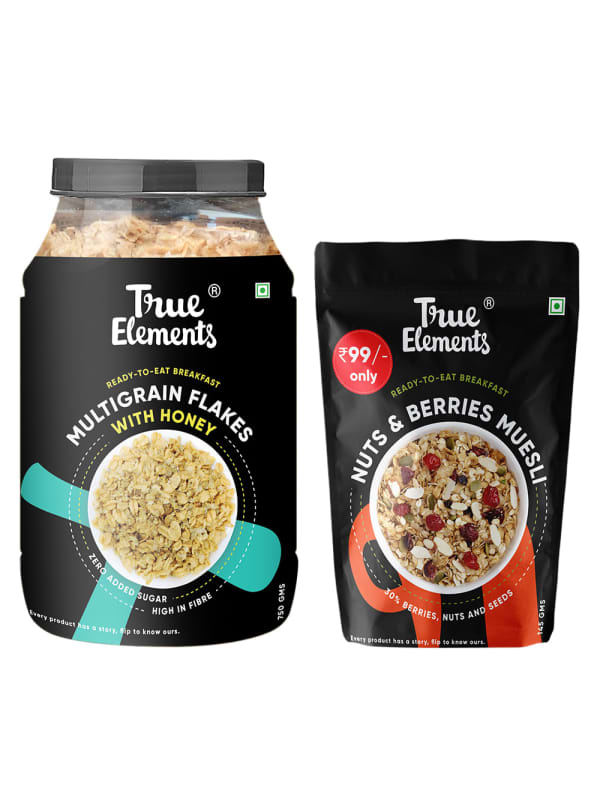 True ®
Elements
READY-TO-EAT BREAKFAST
MULTIGRAIN FLAKES
WITH HONEY
ZERO ADDED SUGAR
HIGH IN FIBRE
Every product has a story, flip to know ours.
750 GMS
True ®
Elements
₹99/-
only
READY-TO-EAT BREAKFAST
NUTS & BERRIES MUESLI
30% BERRIES, NUTS AND SEEDS
Every product has a story, flip to know ours.
145 GMS